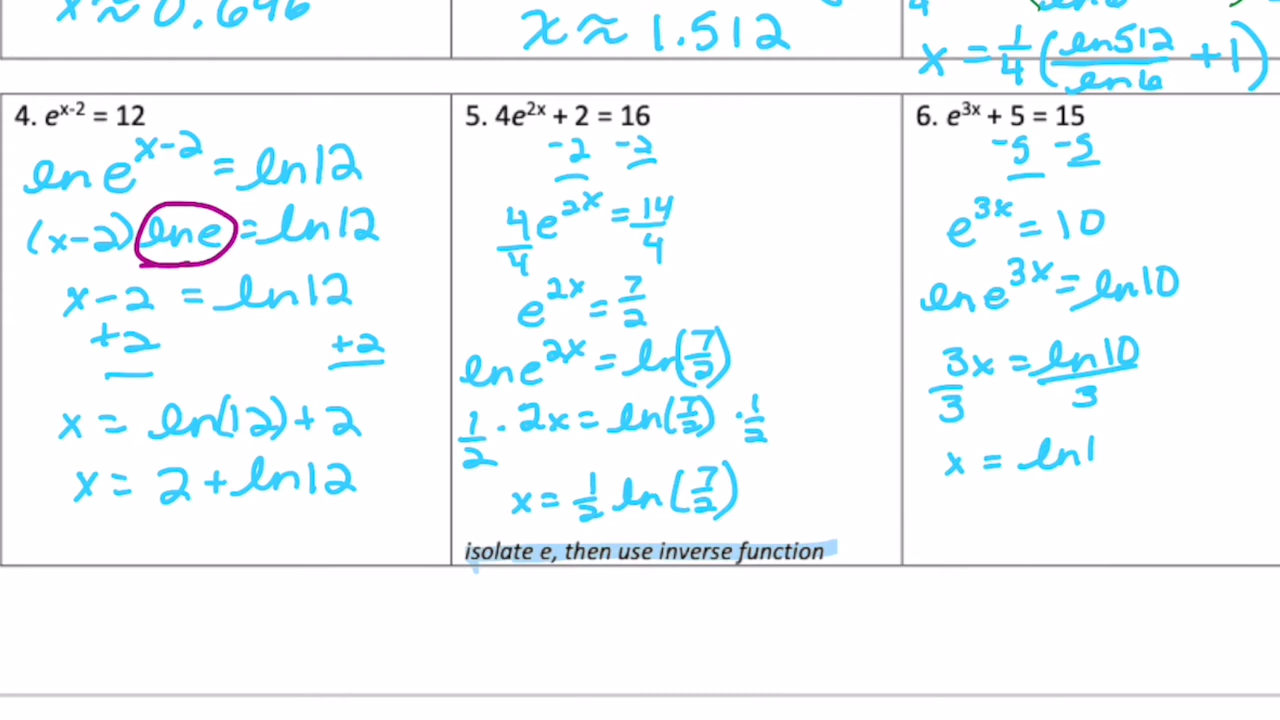 x ≈ 0.696
x ≈ 1.512
x = 1/4 (ln512/ln6 + 1)
4. e^(x-2) = 12
ln e^(x-2) = ln12
(x-2) ln e = ln12
x-2 = ln12
+2 +2
x = ln(12)+2
x = 2+ln12
5. 4e^(2x) + 2 = 16
-2 -2
4e^(2x)/4 = 14/4
e^(2x) = 7/2
ln e^(2x) = ln(7/2)
1/2 · 2x = ln(7/2) · 1/2
x = 1/2 ln(7/2)
isolate e, then use inverse function
6. e^(3x) + 5 = 15
-5 -5
e^(3x) = 10
ln e^(3x) = ln10
3x/3 = ln10/3
x = ln1